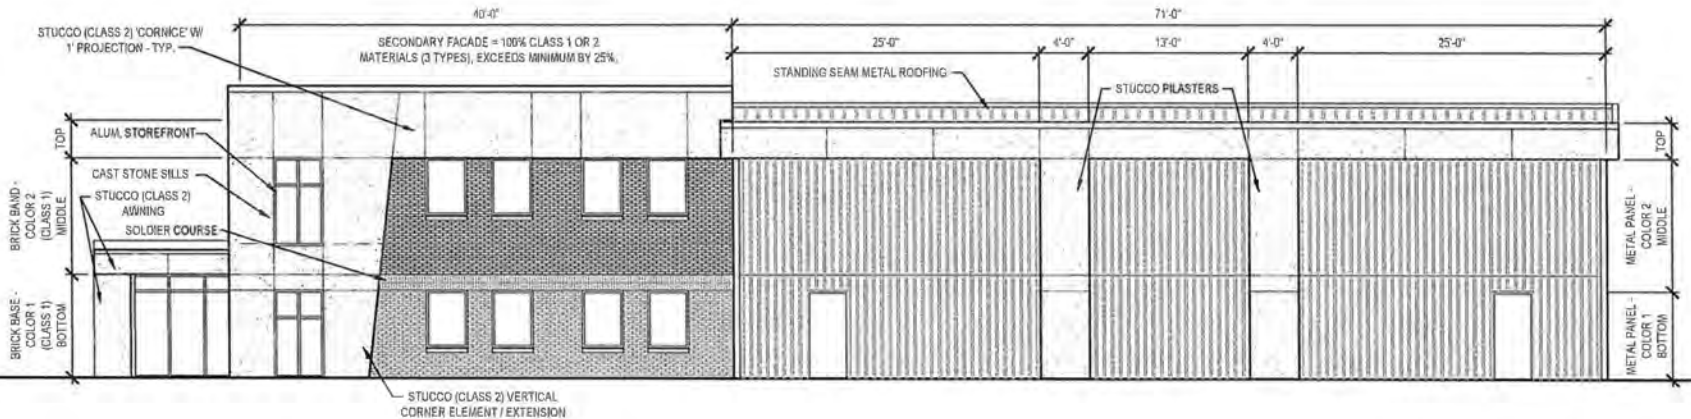 40'-0"
71'-0"
STUCCO (CLASS 2) 'CORNICE' W/
1' PROJECTION - TYP.
SECONDARY FACADE = 100% CLASS 1 OR 2
MATERIALS (3 TYPES), EXCEEDS MINIMUM BY 25%.
25'-0"
4'-0"
13'-0"
4'-0"
25'-0"
STANDING SEAM METAL ROOFING
STUCCO PILASTERS
TOP
ALUM. STOREFRONT
CAST STONE SILLS
STUCCO (CLASS 2)
AWNING
SOLDIER COURSE
BRICK BAND -
COLOR 2
(CLASS 1)
MIDDLE
BRICK BASE -
COLOR 1
(CLASS 1)
BOTTOM
STUCCO (CLASS 2) VERTICAL
CORNER ELEMENT / EXTENSION
TOP
METAL PANEL -
COLOR 2
MIDDLE
METAL PANEL -
COLOR 1
BOTTOM